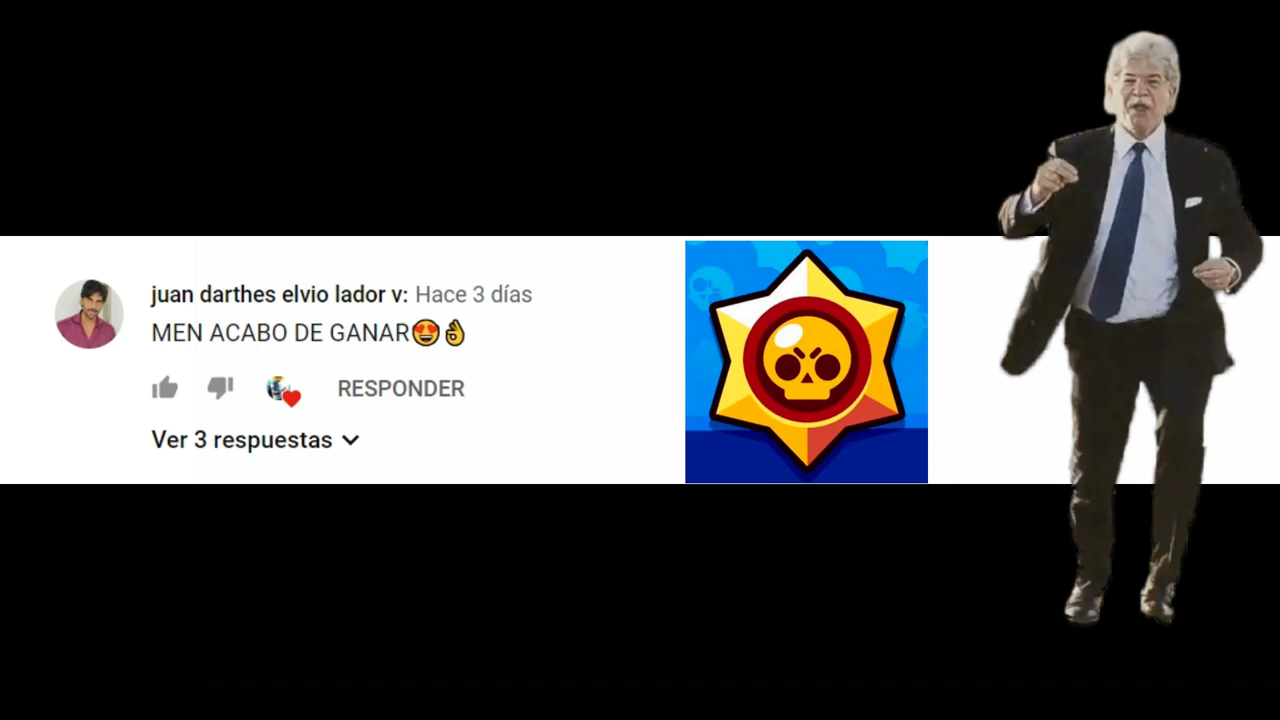 juan darthes elvio lador v: Hace 3 días
MEN ACABO DE GANAR😍👌
RESPONDER
Ver 3 respuestas